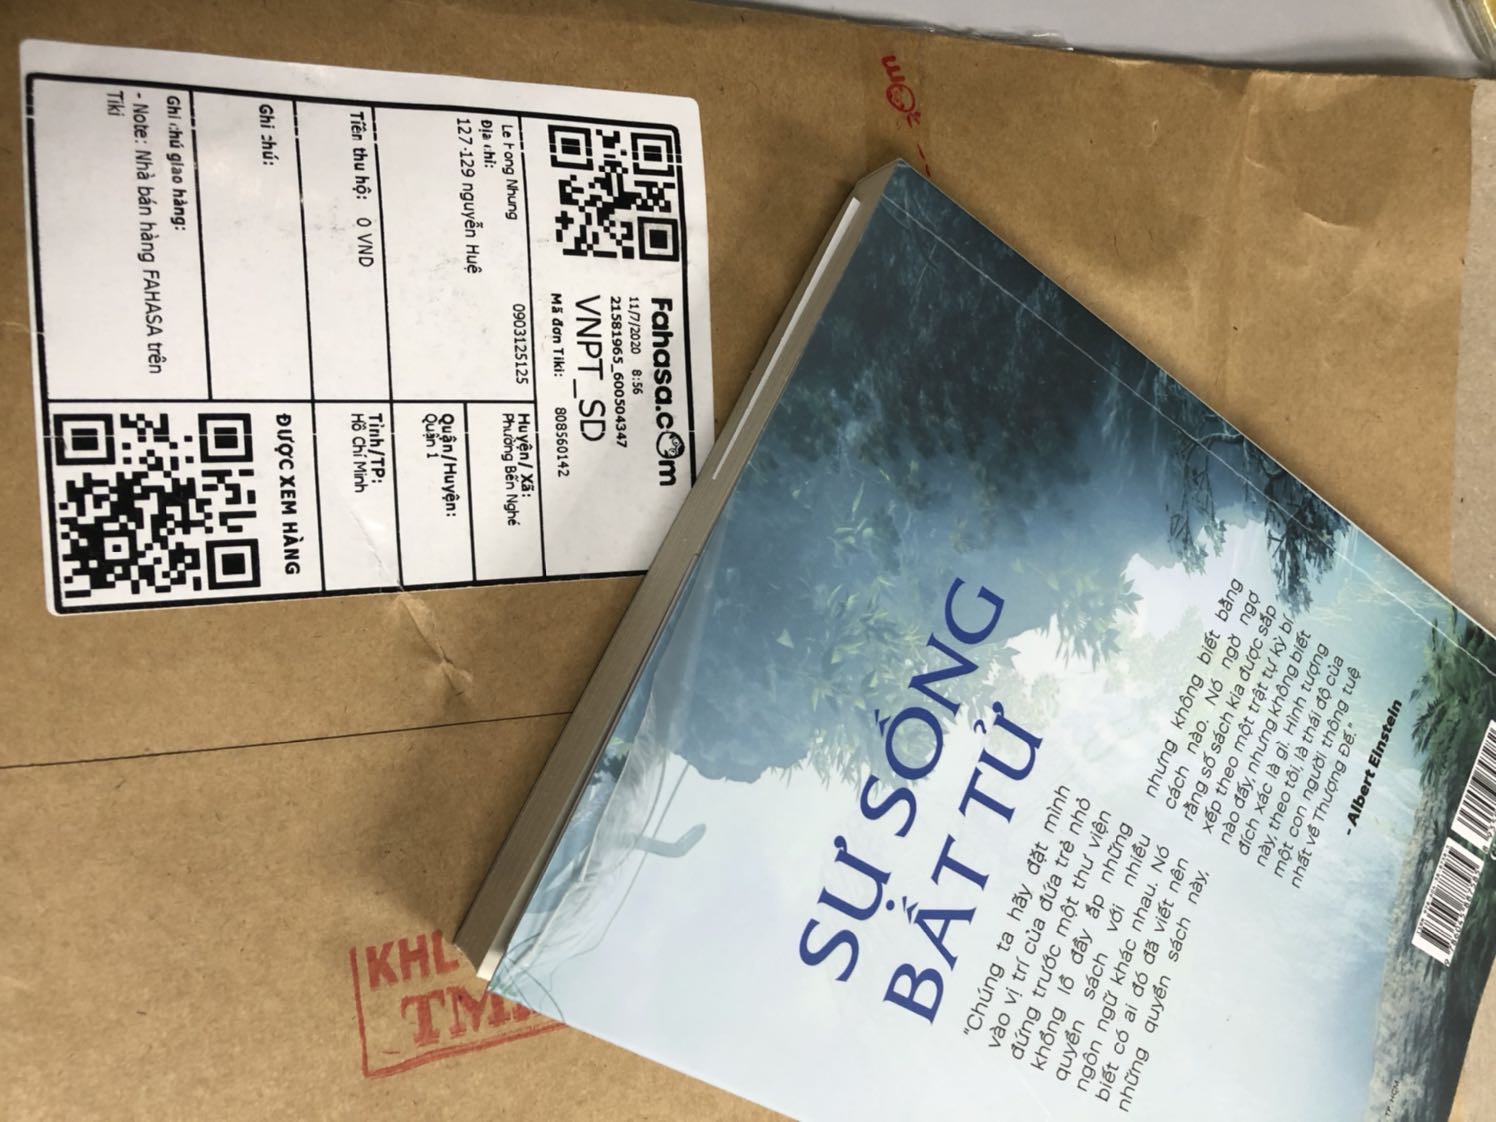 Fahasa.com
11/7/2020 8:56
21581965_600504347
VNPT_SD
Mã đơn Tiki: 808560142
Nhung
0903125125
Địa chỉ:
127-129 nguyễn Huệ
Huyện/ Xã:
Phường Bến Nghé
Quận/Huyện:
Quận 1
Tiền thu hộ: 0 VND
Tỉnh/TP:
Hồ Chí Minh
Ghi chú:
ĐƯỢC XEM HÀNG
Ghi chú giao hàng:
- Note: Nhà bán hàng FAHASA trên
Tiki
SỰ SỐNG
BẤT TỬ
"Chúng ta hãy đặt mình
vào vị trí của đứa trẻ nhỏ
đứng trước một thư viện
khổng lồ đầy ắp những
quyển sách với nhiều
ngôn ngữ khác nhau. Nó
biết có ai đó đã viết nên
những quyển sách này,
nhưng không biết bằng
cách nào. Nó ngờ ngợ
rằng số sách kia được sắp
xếp theo một trật tự kỳ bí
nào đấy, nhưng không biết
đích xác là gì. Hình tượng
này, theo tôi, là thái độ của
một con người thông tuệ
nhất về Thượng Đế."
- Albert Einstein
TP. HCM
KHL